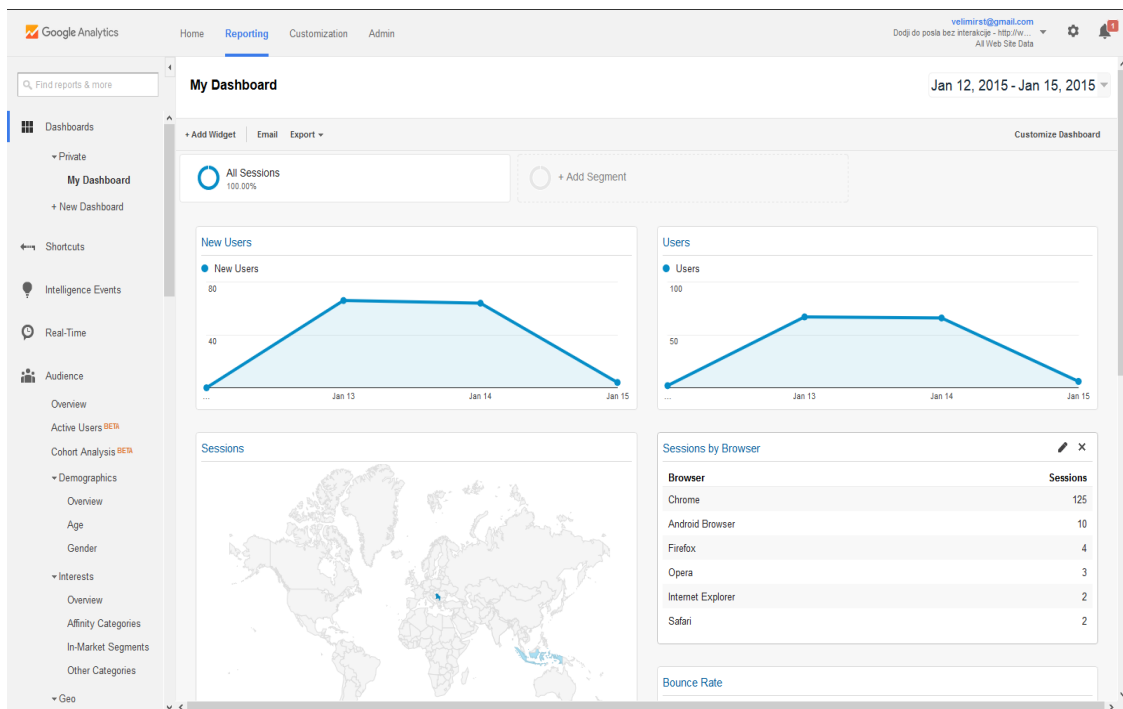 Google Analytics
Home Reporting Customization Admin
velimirst@gmail.com
Dodji do posla bez interakcije - http://w...
All Web Site Data
1
Find reports & more
Dashboards
Private
My Dashboard
+ New Dashboard
Shortcuts
Intelligence Events
Real-Time
Audience
Overview
Active Users BETA
Cohort Analysis BETA
Demographics
Overview
Age
Gender
Interests
Overview
Affinity Categories
In-Market Segments
Other Categories
Geo
My Dashboard
Jan 12, 2015 - Jan 15, 2015
+ Add Widget Email Export
Customize Dashboard
All Sessions
100.00%
+ Add Segment
New Users
New Users
80
40
... Jan 13 Jan 14 Jan 15
Users
Users
100
50
... Jan 13 Jan 14 Jan 15
Sessions
Sessions by Browser
Browser Sessions
Chrome 125
Android Browser 10
Firefox 4
Opera 3
Internet Explorer 2
Safari 2
Bounce Rate